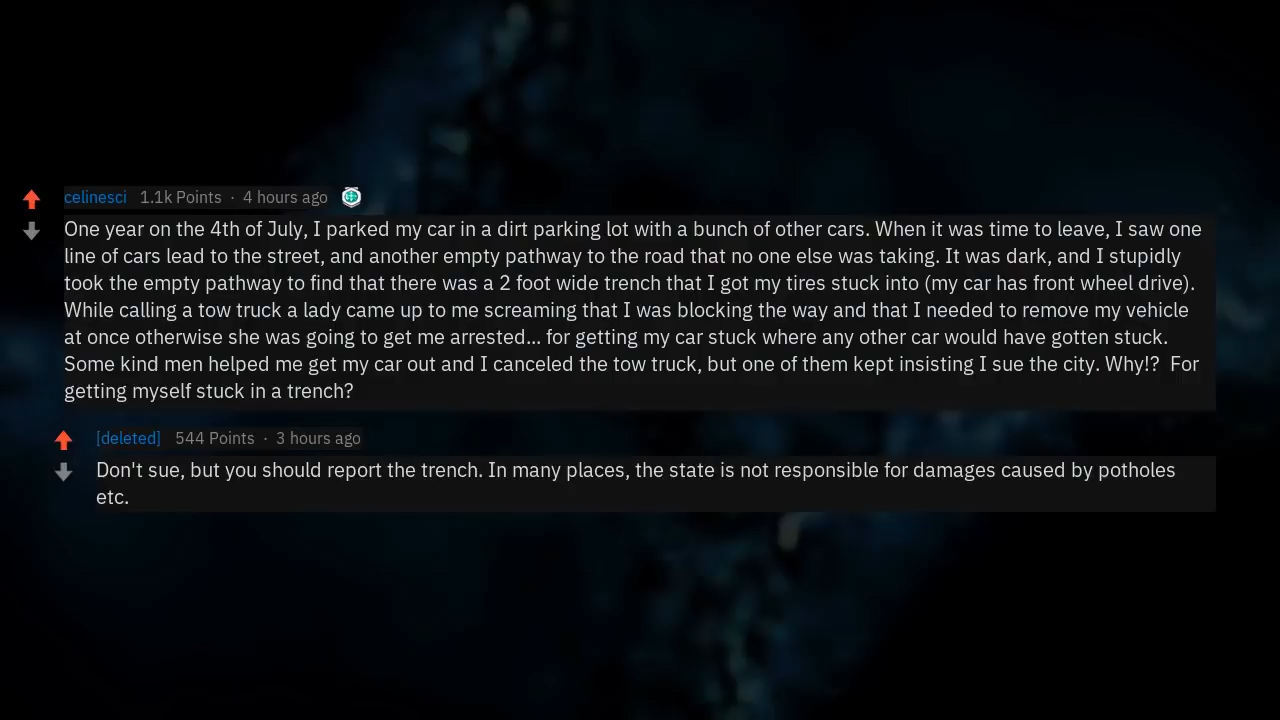 celinesci 1.1k Points · 4 hours ago
One year on the 4th of July, I parked my car in a dirt parking lot with a bunch of other cars. When it was time to leave, I saw one
line of cars lead to the street, and another empty pathway to the road that no one else was taking. It was dark, and I stupidly
took the empty pathway to find that there was a 2 foot wide trench that I got my tires stuck into (my car has front wheel drive).
While calling a tow truck a lady came up to me screaming that I was blocking the way and that I needed to remove my vehicle
at once otherwise she was going to get me arrested... for getting my car stuck where any other car would have gotten stuck.
Some kind men helped me get my car out and I canceled the tow truck, but one of them kept insisting I sue the city. Why!?  For
getting myself stuck in a trench?
[deleted] 544 Points · 3 hours ago
Don't sue, but you should report the trench. In many places, the state is not responsible for damages caused by potholes
etc.